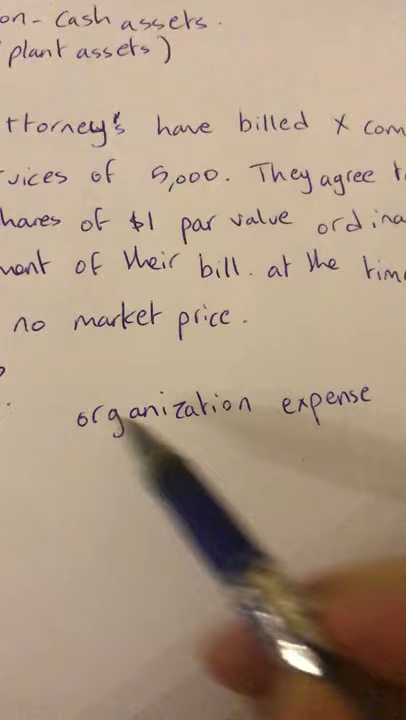 on-cash assets.
plant assets)
ttorney's have billed X com
vices of 5,000. They agree t
hares of $1 par value ordina
ment of their bill. at the tim
no market price.
organization expense